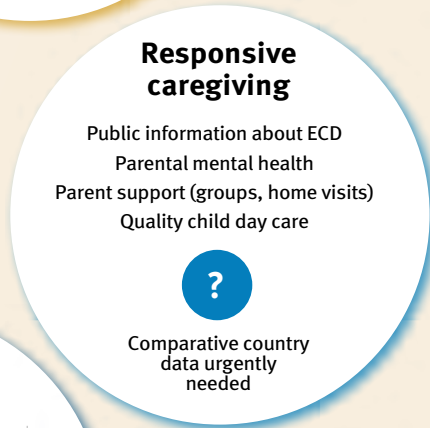 Responsive
caregiving
Public information about ECD
Parental mental health
Parent support (groups, home visits)
Quality child day care
?
Comparative country
data urgently
needed